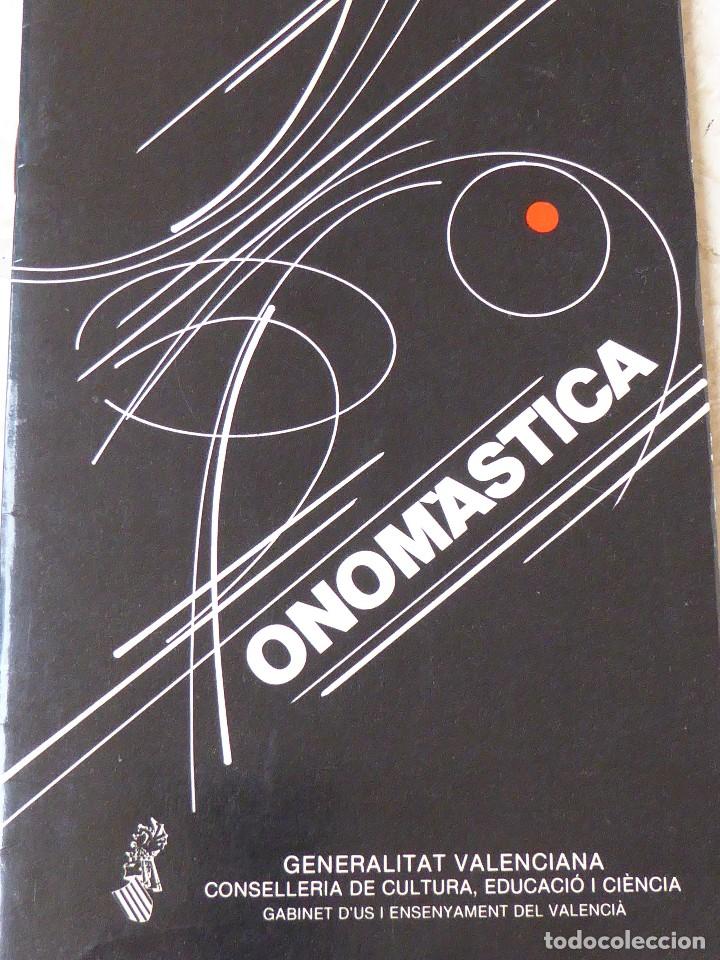 ONOMÀSTICA
GENERALITAT VALENCIANA
CONSELLERIA DE CULTURA, EDUCACIÓ I CIÈNCIA
GABINET D'US I ENSENYAMENT DEL VALENCIÀ
todocoleccion